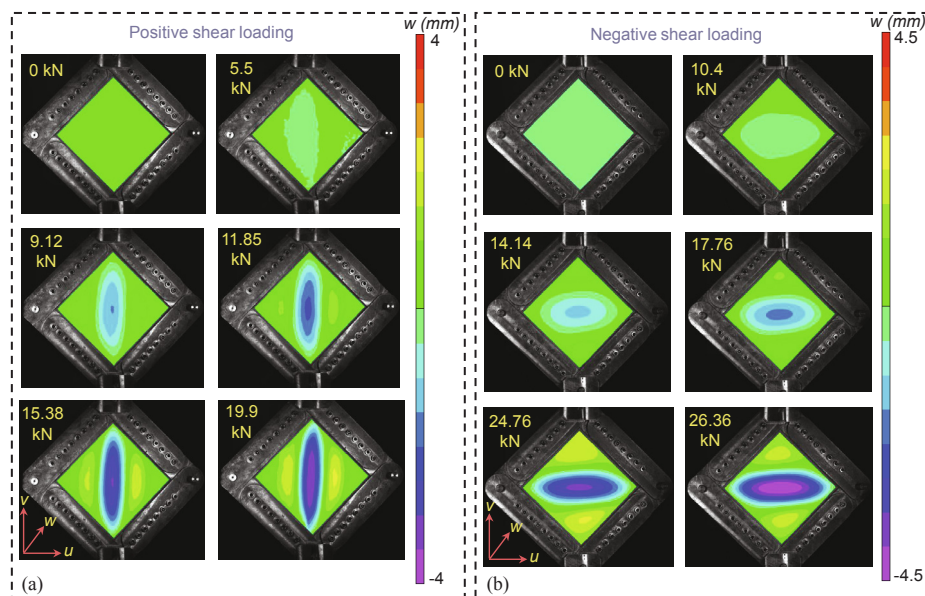 Positive shear loading
w (mm)
4
0 kN
5.5
kN
9.12
kN
11.85
kN
15.38
kN
19.9
kN
v
w
u
(a)
-4
Negative shear loading
w (mm)
4.5
0 kN
10.4
kN
14.14
kN
17.76
kN
24.76
kN
26.36
kN
v
w
u
(b)
-4.5